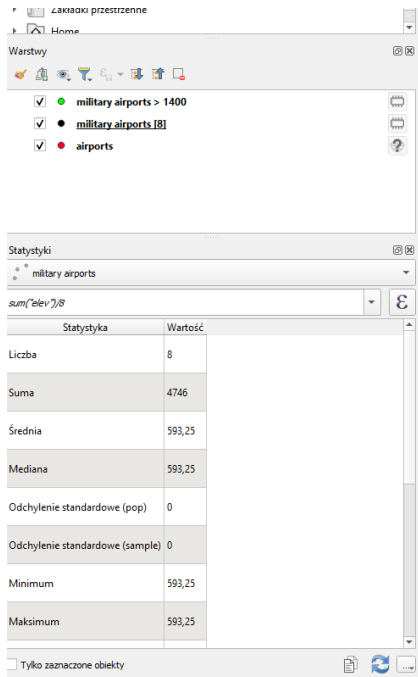 Zakładki przestrzenne
Home
Warstwy
military airports > 1400
military airports [8]
airports
Statystyki
military airports
sum("elev")/8
ε
Statystyka Wartość
Liczba 8
Suma 4746
Średnia 593,25
Mediana 593,25
Odchylenie standardowe (pop) 0
Odchylenie standardowe (sample) 0
Minimum 593,25
Maksimum 593,25
Tylko zaznaczone obiekty
...